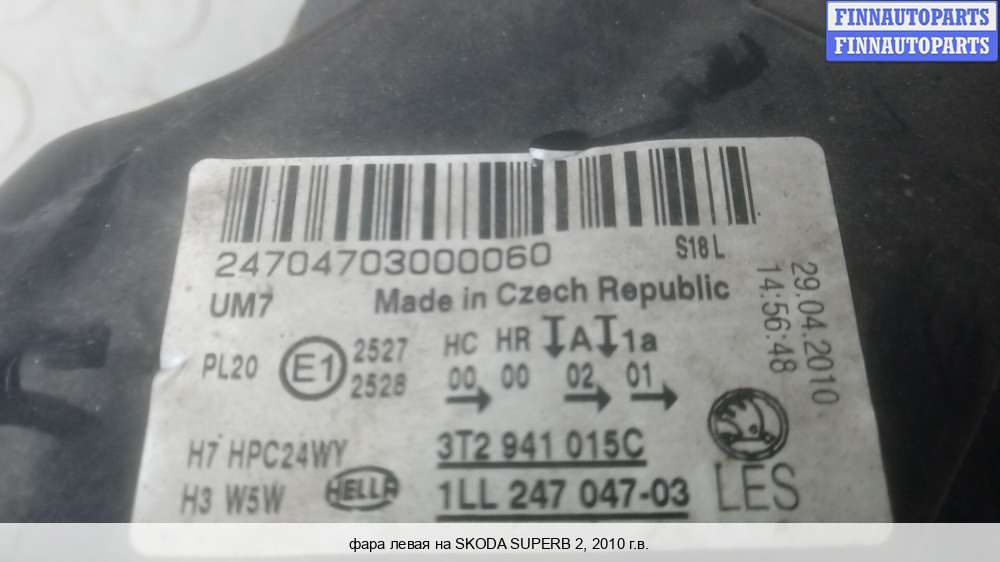 FINNAUTOPARTS
FINNAUTOPARTS
24704703000060
S18 L
UM7
Made in Czech Republic
29.04.2010
14:56:48
PL20
E1
2527
2528
HC HR A 1a
00 00 02 01
H7 HPC24WY
3T2 941 015C
H3 W5W
HELLA
1LL 247 047-03
LES
фара левая на SKODA SUPERB 2, 2010 г.в.